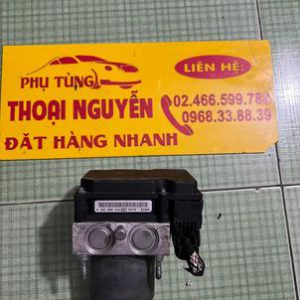 PHỤ TÙNG
THOẠI NGUYỄN
ĐẶT HÀNG NHANH
LIÊN HỆ:
02.466.599.788
0968.33.88.39